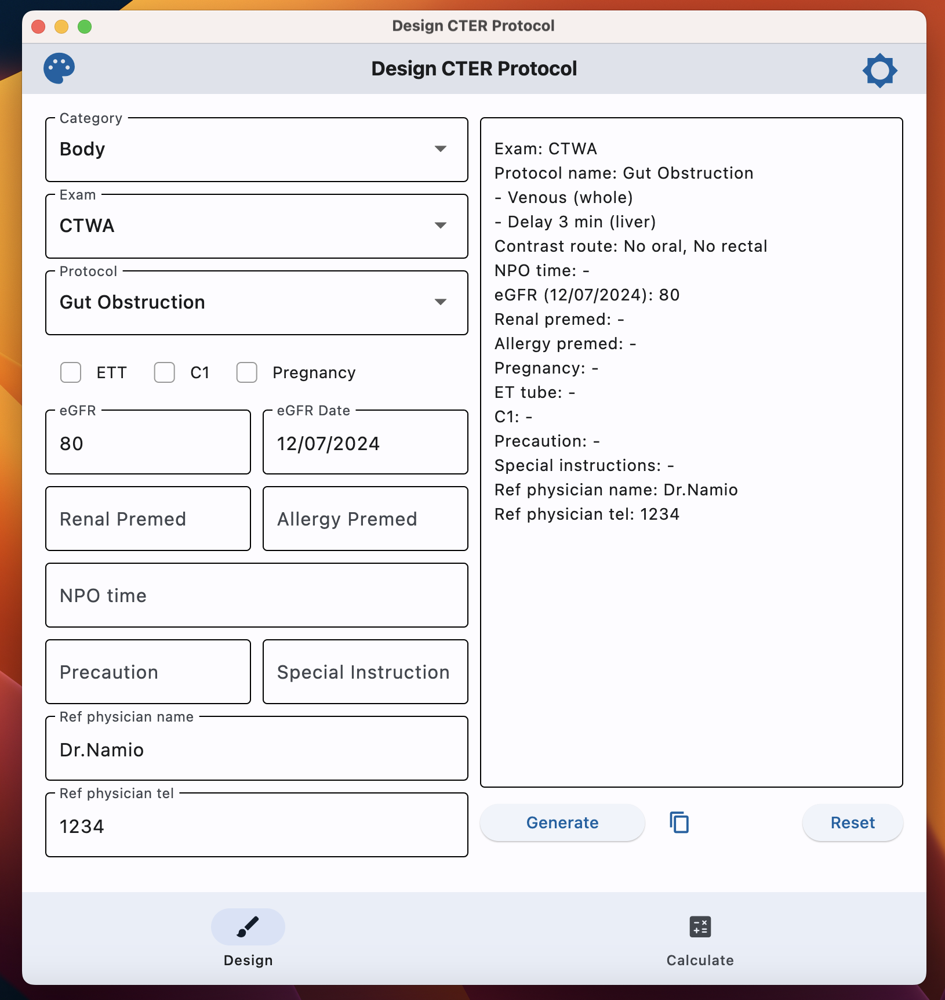 Design CTER Protocol
Design CTER Protocol
Category
Body
Exam
CTWA
Protocol
Gut Obstruction
ETT C1 Pregnancy
eGFR eGFR Date
80 12/07/2024
Renal Premed Allergy Premed
NPO time
Precaution Special Instruction
Ref physician name
Dr.Namio
Ref physician tel
1234
Exam: CTWA
Protocol name: Gut Obstruction
- Venous (whole)
- Delay 3 min (liver)
Contrast route: No oral, No rectal
NPO time: -
eGFR (12/07/2024): 80
Renal premed: -
Allergy premed: -
Pregnancy: -
ET tube: -
C1: -
Precaution: -
Special instructions: -
Ref physician name: Dr.Namio
Ref physician tel: 1234
Generate Reset
Design Calculate